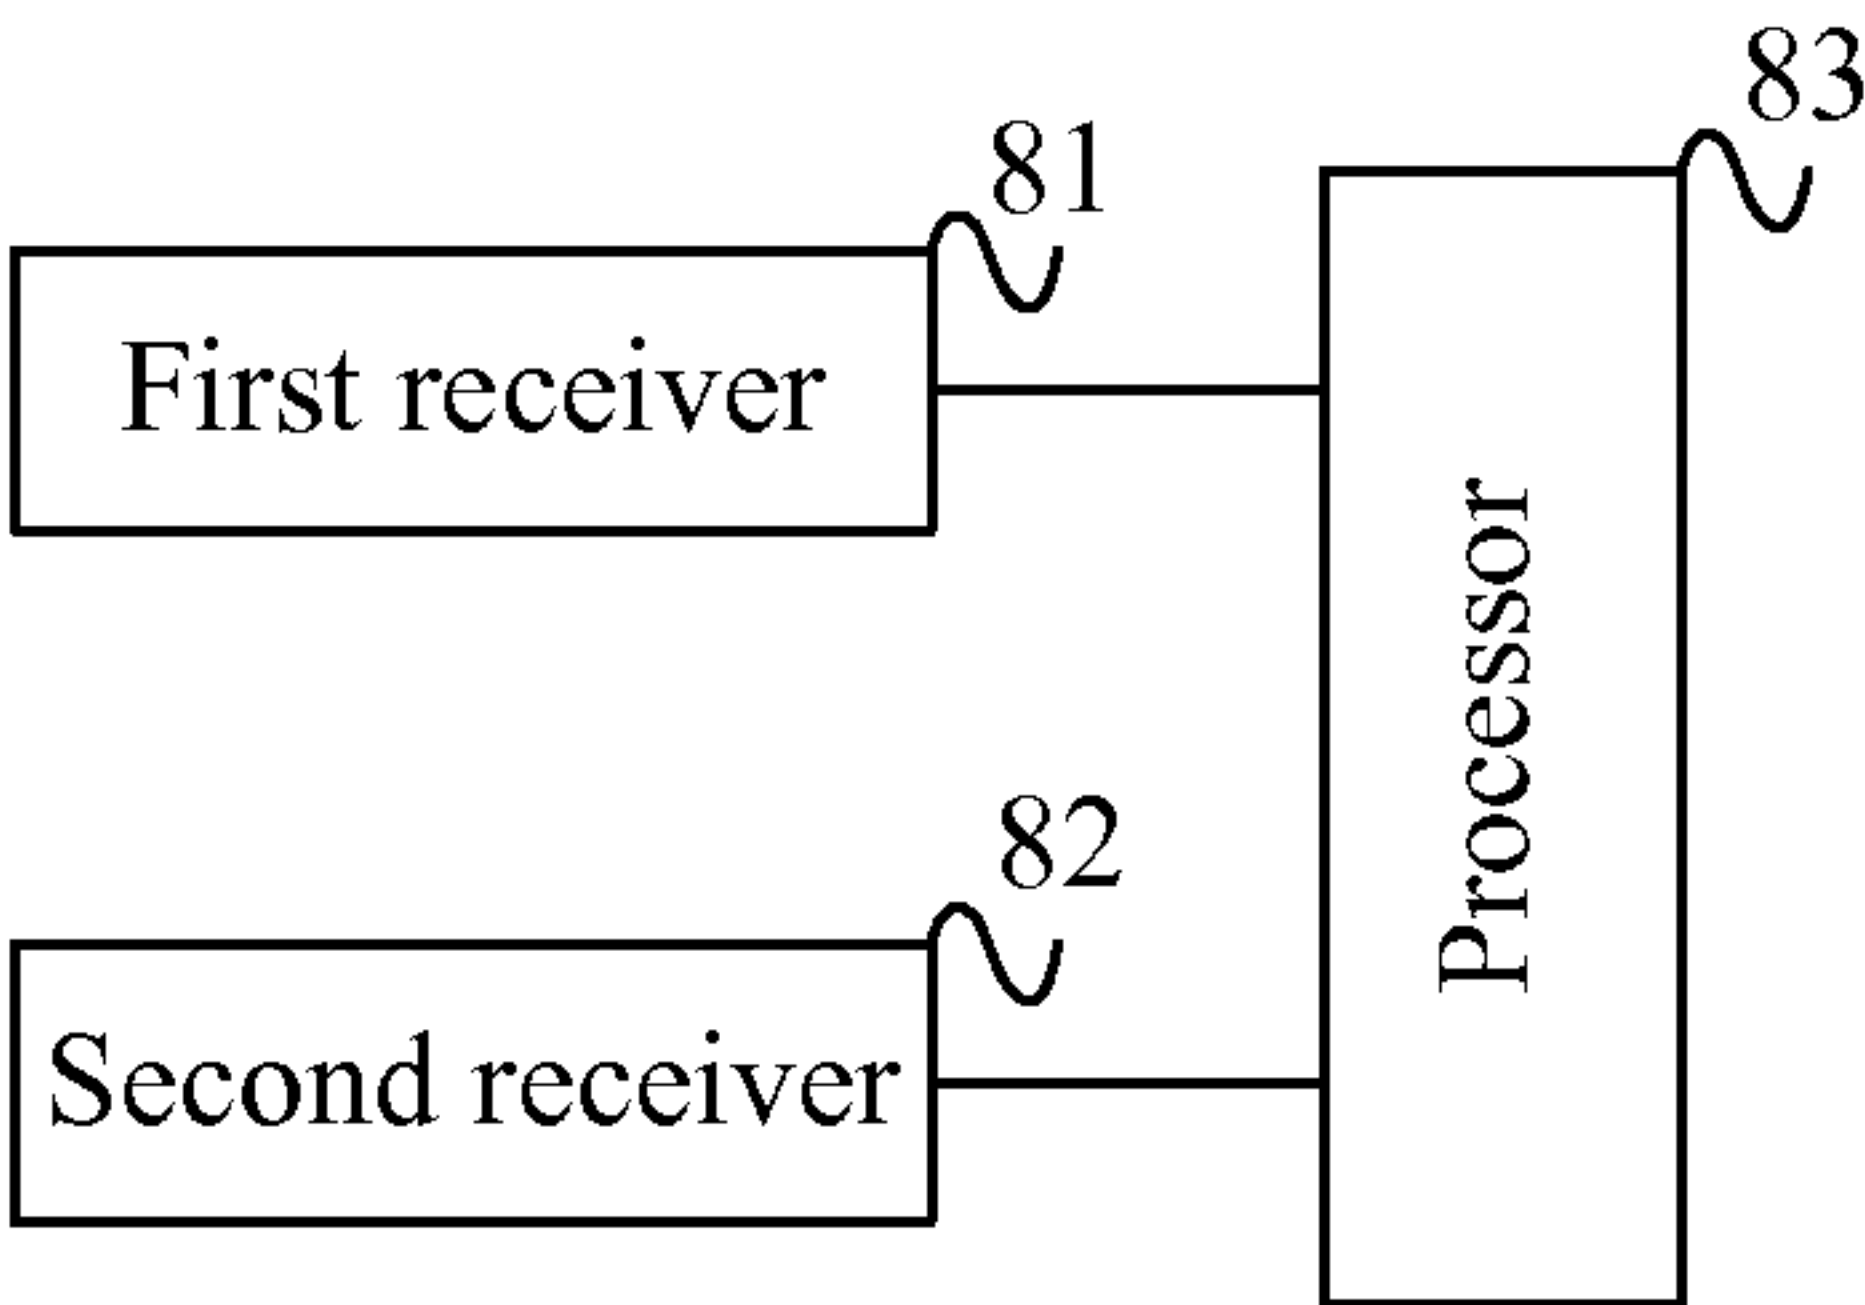 83
81
First receiver
Processor
82
Second receiver